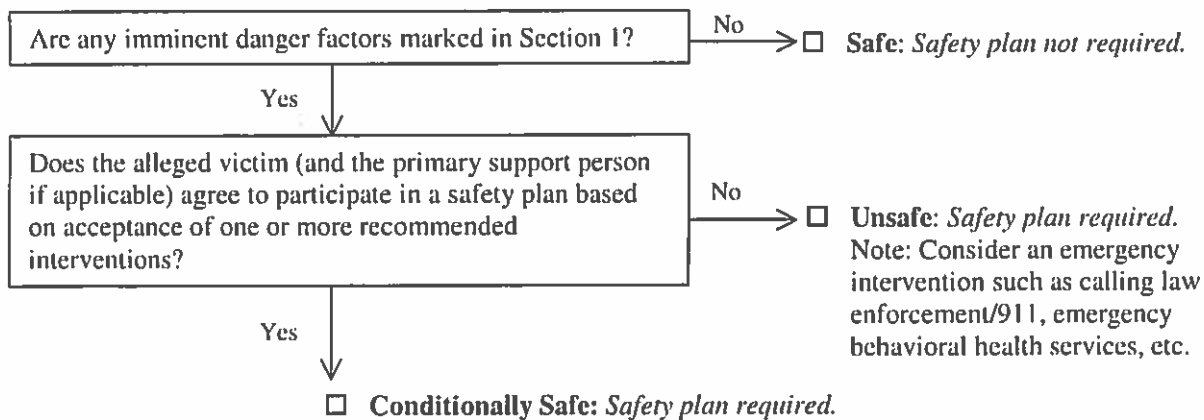 Are any imminent danger factors marked in Section 1?
No
☐ Safe: Safety plan not required.
Yes
Does the alleged victim (and the primary support person
if applicable) agree to participate in a safety plan based
on acceptance of one or more recommended
interventions?
No
☐ Unsafe: Safety plan required.
Note: Consider an emergency
intervention such as calling law
enforcement/911, emergency
behavioral health services, etc.
Yes
☐ Conditionally Safe: Safety plan required.